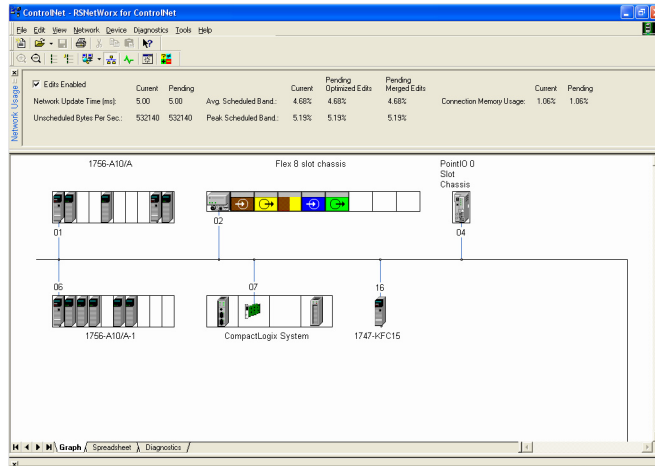 ControlNet - RSNetWorx for ControlNet
File Edit View Network Device Diagnostics Tools Help
Network Usage
Edits Enabled
Current Pending
Current
Pending Optimized Edits
Pending Merged Edits
Current Pending
Network Update Time (ms): 5.00 5.00 Avg. Scheduled Band.: 4.68% 4.68% 4.68% Connection Memory Usage: 1.06% 1.06%
Unscheduled Bytes Per Sec.: 532140 532140 Peak Scheduled Band.: 5.19% 5.19% 5.19%
1756-A10/A
Flex 8 slot chassis
PointIO 0
Slot
Chassis
01
02
04
06
07
16
1756-A10/A-1
CompactLogix System
1747-KFC15
Graph Spreadsheet Diagnostics